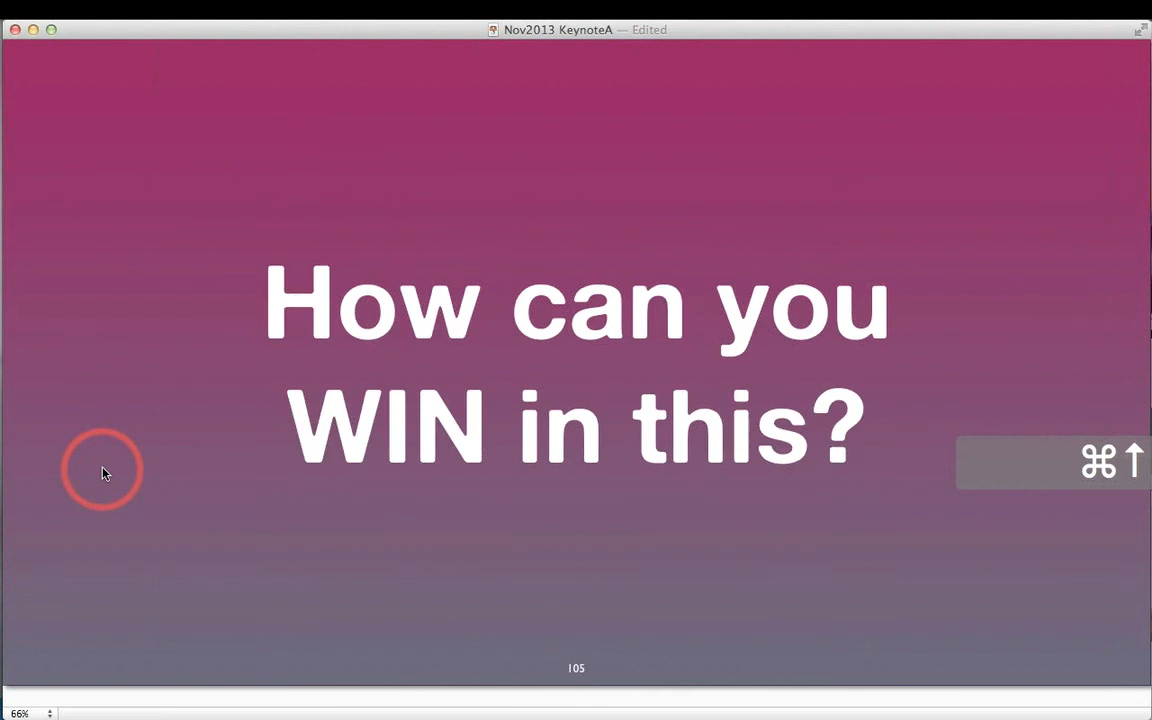 Nov2013 KeynoteA — Edited
How can you
WIN in this?
⌘↑
105
66%